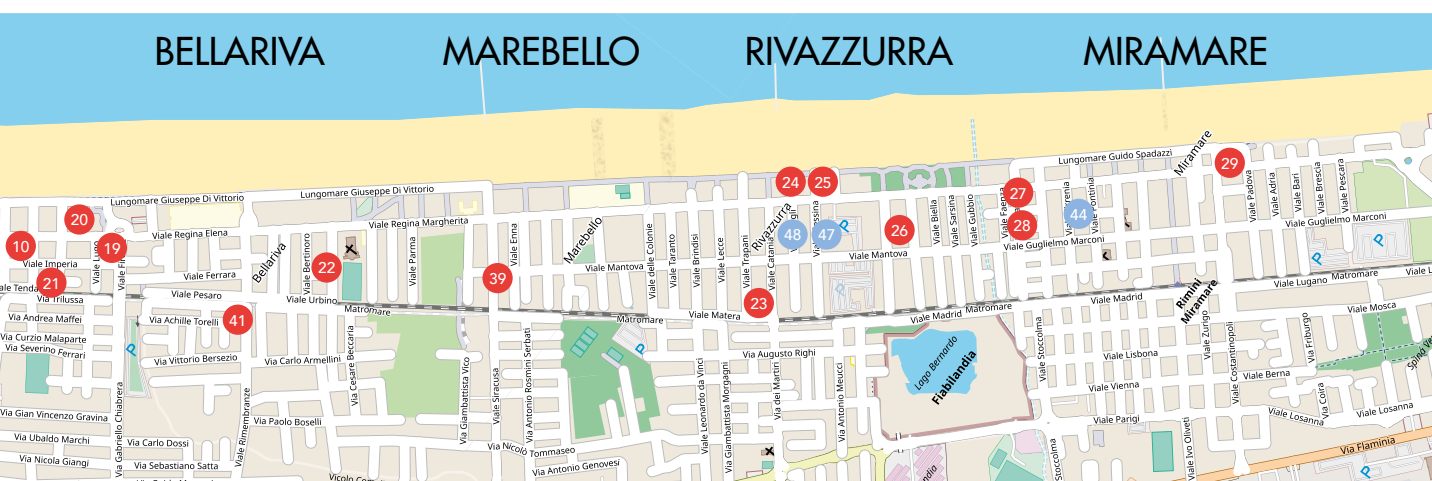 BELLARIVA
MAREBELLO
RIVAZZURRA
MIRAMARE
Lungomare Giuseppe Di Vittorio
Lungomare Giuseppe Di Vittorio
Lungomare Guido Spadazzi
Miramare
29
24
25
27
28
44
20
10
19
21
22
39
26
48
47
23
41
Viale Regina Elena
Viale Regina Margherita
Viale Imperia
Via Trilussa
Viale Ferrara
Viale Pesaro
Viale Urbino
Bellariva
Viale Bertinoro
Viale Parma
Viale Enna
Marebello
Viale Mantova
Viale delle Colonie
Viale Taranto
Viale Brindisi
Viale Lecce
Viale Trapani
Viale Catania
Rivazzurra
Viale Mantova
Viale Biella
Viale Sarsina
Viale Gubbio
Viale Faenza
Viale Guglielmo Marconi
Viale Guglielmo Marconi
Viale Padova
Viale Adria
Viale Bari
Viale Brescia
Viale Pescara
P
P
P
P
P
P
Matromare
Matromare
Matromare
Matromare
Viale Matera
Viale Madrid
Viale Madrid
Rimini
Miramare
Viale Lugano
Viale Mosca
Via Andrea Maffei
Via Curzio Malaparte
Via Severino Ferrari
Via Achille Torelli
Via Vittorio Bersezio
Via Carlo Armellini
Via Cesare Beccaria
Via Giambattista Vico
Viale Siracusa
Via Antonio Rosmini Serbati
Viale Leonardo da Vinci
Via Giambattista Morgagni
Via Augusto Righi
Via dei Martiri
Via Antonio Meucci
Lago Bernardo
Fiabilandia
Viale Stoccolma
Viale Lisbona
Viale Vienna
Viale Parigi
Viale Zurigo
Viale Costantinopoli
Via Friburgo
Viale Berna
Via Coira
Viale Losanna
Viale Losanna
Via Flaminia
Viale Ivo Oliveti
Stoccolma
Via Gian Vincenzo Gravina
Via Ubaldo Marchi
Via Nicola Giangi
Via Gabriello Chiabrera
Via Carlo Dossi
Via Sebastiano Satta
Viale Rimembranze
Via Paolo Boselli
Via Nicolò Tommaseo
Via Antonio Genovesi